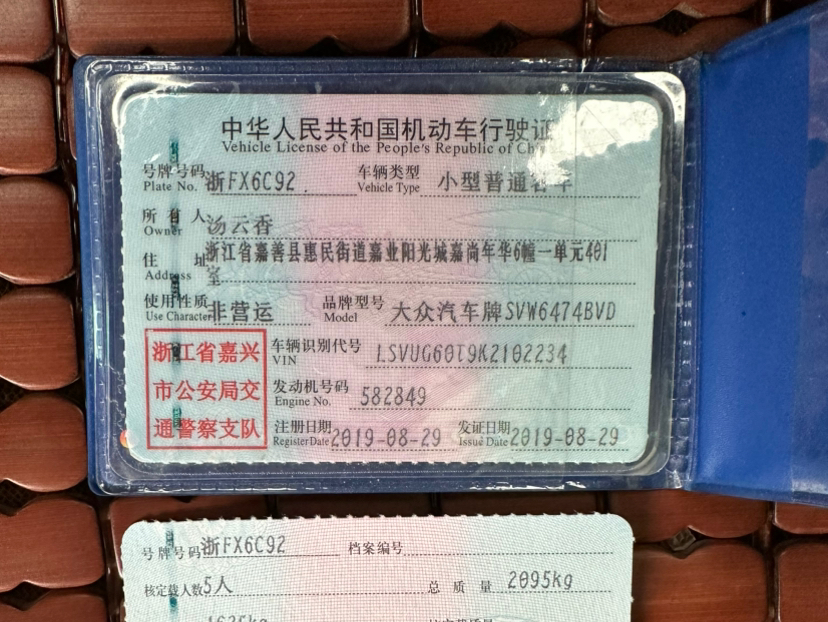 中华人民共和国机动车行驶证
Vehicle License of the People's Republic of
号牌号码 Plate No. 浙FX6C92 车辆类型 Vehicle Type 小型普通客车
所有人 Owner 汤云香
住址 Address 浙江省嘉善县惠民街道嘉业阳光城嘉尚年华6幢一单元401
室
使用性质 Use Character 非营运 品牌型号 Model 大众汽车牌SVW6474BVD
浙江省嘉兴
市公安局交
通警察支队
车辆识别代号 VIN LSVUG60T9K2102234
发动机号码 Engine No. 582849
注册日期 Register Date 2019-08-29 发证日期 Issue Date 2019-08-29
号牌号码 浙FX6C92 档案编号
核定载人数 5人 总质量 2095kg